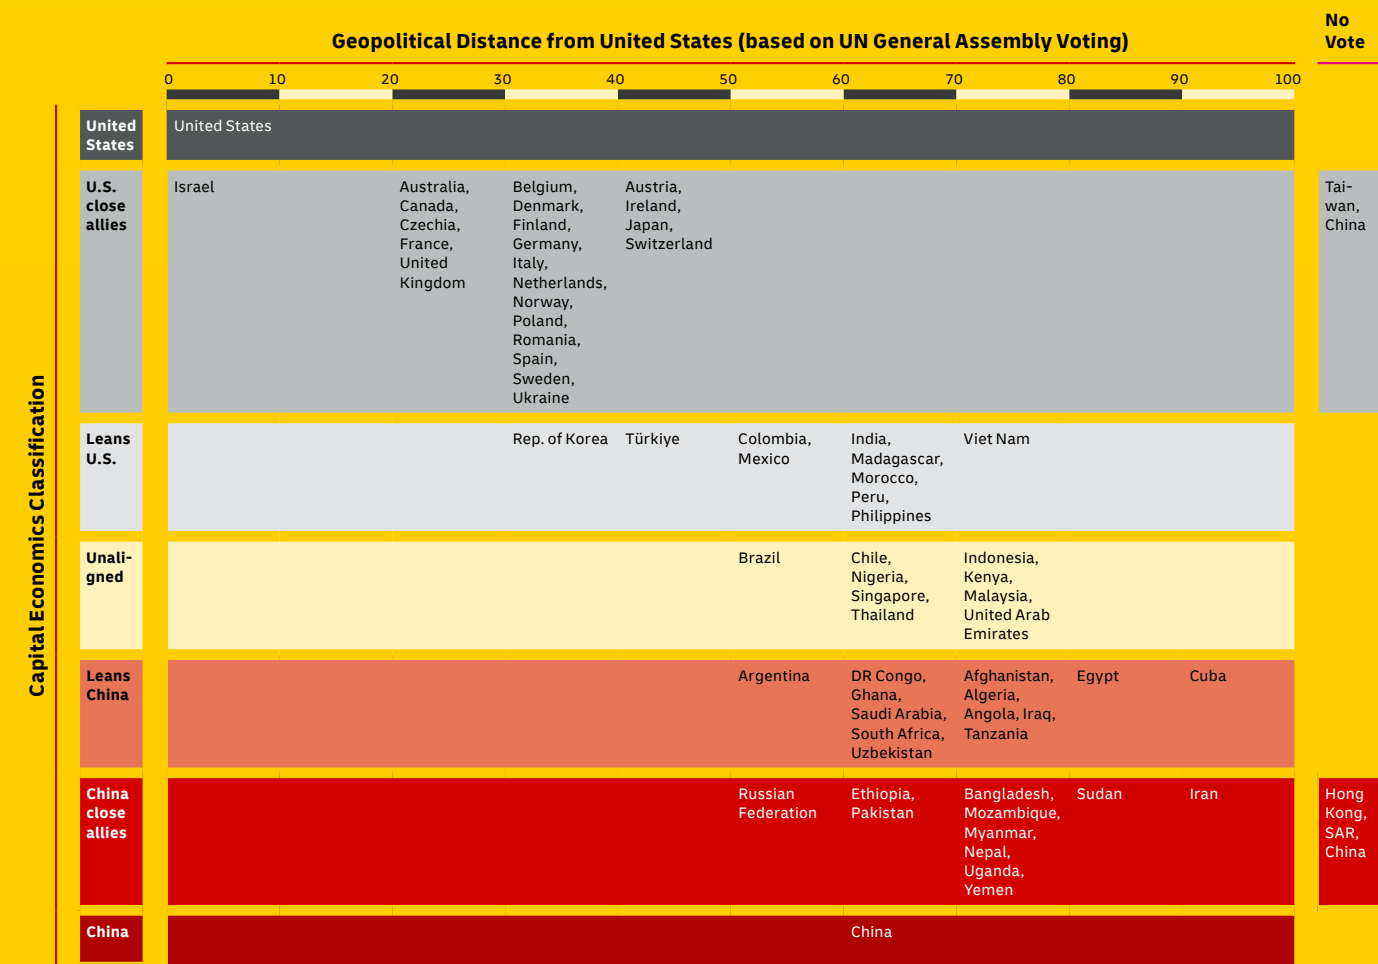 No
Vote
Geopolitical Distance from United States (based on UN General Assembly Voting)
0 10 20 30 40 50 60 70 80 90 100
Capital Economics Classification
United
States
United States
U.S.
close
allies
Israel
Australia,
Canada,
Czechia,
France,
United
Kingdom
Belgium,
Denmark,
Finland,
Germany,
Italy,
Netherlands,
Norway,
Poland,
Romania,
Spain,
Sweden,
Ukraine
Austria,
Ireland,
Japan,
Switzerland
Tai-
wan,
China
Leans
U.S.
Rep. of Korea
Türkiye
Colombia,
Mexico
India,
Madagascar,
Morocco,
Peru,
Philippines
Viet Nam
Unali-
gned
Brazil
Chile,
Nigeria,
Singapore,
Thailand
Indonesia,
Kenya,
Malaysia,
United Arab
Emirates
Leans
China
Argentina
DR Congo,
Ghana,
Saudi Arabia,
South Africa,
Uzbekistan
Afghanistan,
Algeria,
Angola, Iraq,
Tanzania
Egypt
Cuba
China
close
allies
Russian
Federation
Ethiopia,
Pakistan
Bangladesh,
Mozambique,
Myanmar,
Nepal,
Uganda,
Yemen
Sudan
Iran
Hong
Kong,
SAR,
China
China
China